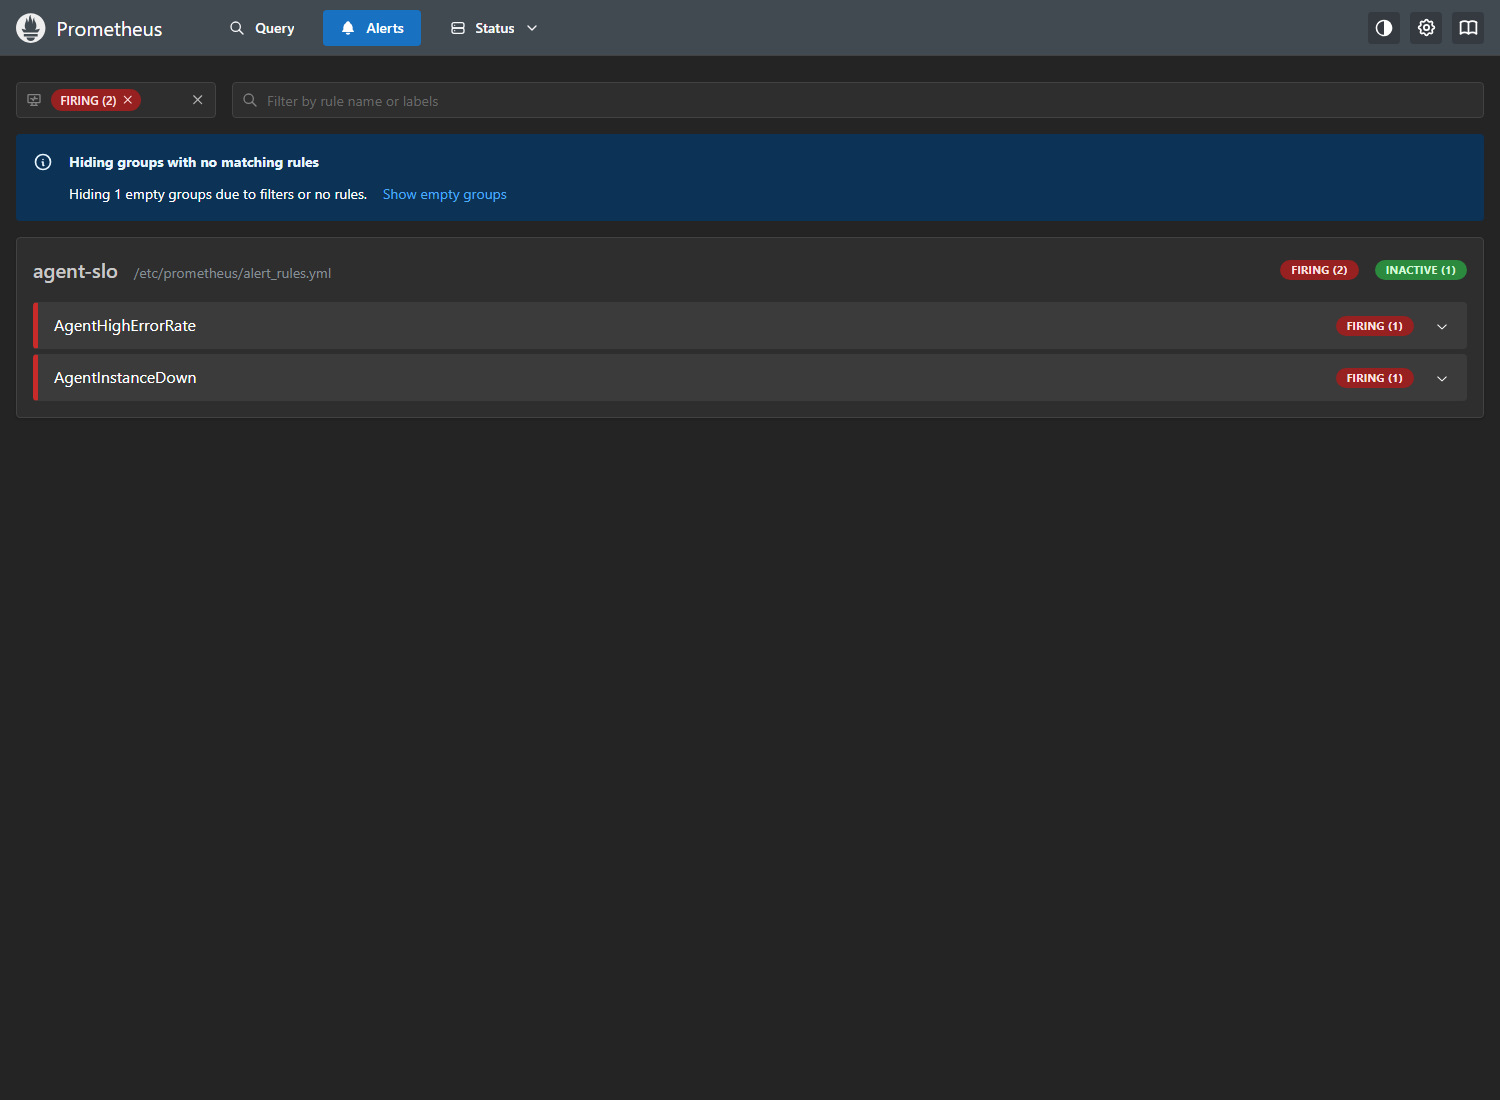 Prometheus Query Alerts Status
FIRING (2) Filter by rule name or labels
Hiding groups with no matching rules
Hiding 1 empty groups due to filters or no rules. Show empty groups
agent-slo /etc/prometheus/alert_rules.yml FIRING (2) INACTIVE (1)
AgentHighErrorRate FIRING (1)
AgentInstanceDown FIRING (1)